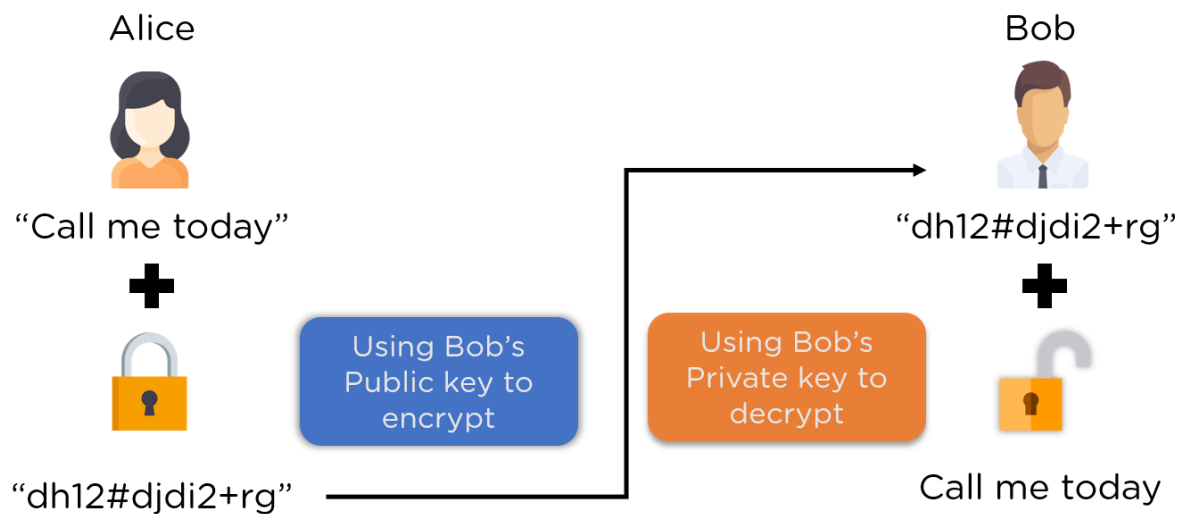 Alice
“Call me today”
“dh12#djdi2+rg”
Using Bob’s
Public key to
encrypt
Using Bob’s
Private key to
decrypt
Bob
“dh12#djdi2+rg”
Call me today